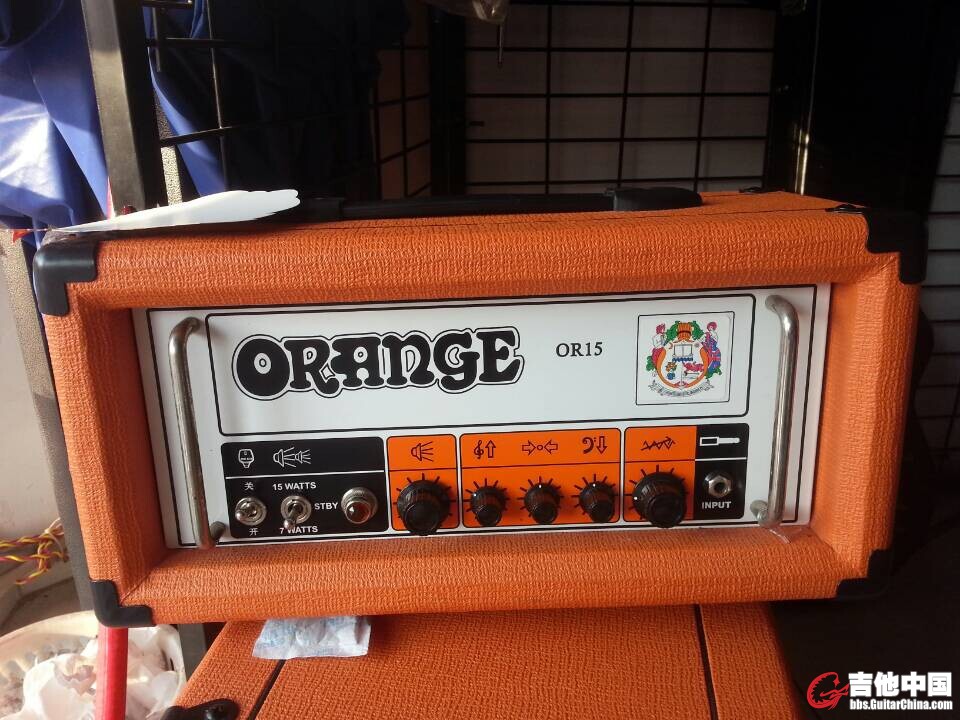 ORANGE
OR15
关 15 WATTS
STBY
开 7 WATTS
INPUT
吉他中国
bbs.GuitarChina.com